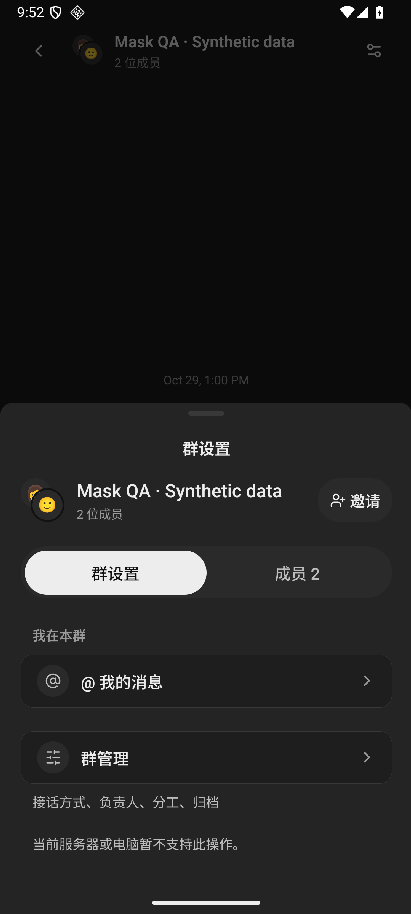 9:52
Mask QA · Synthetic data
2 位成员
Oct 29, 1:00 PM
群设置
Mask QA · Synthetic data
2 位成员
邀请
群设置
成员 2
我在本群
@ 我的消息
群管理
接话方式、负责人、分工、归档
当前服务器或电脑暂不支持此操作。